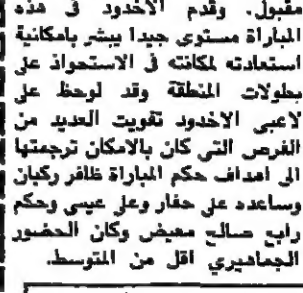 مقبول. وقدم الاخدود في هذه
المباراة مستوى جيدا يبشر بامكانية
استعادته لمكانته في الاستحواذ على
بطولات المنطقة وقد لوحظ على
لاعبي الاخدود تفويت العديد من
الفرص التي كان بالامكان ترجمتها
الى اهداف حكم المباراة ظافر ركبان
وساعده علي حفار وعلي عيسى وحكم
رابع صالح معيض وكان الحضور
الجماهيري اقل من المتوسط.